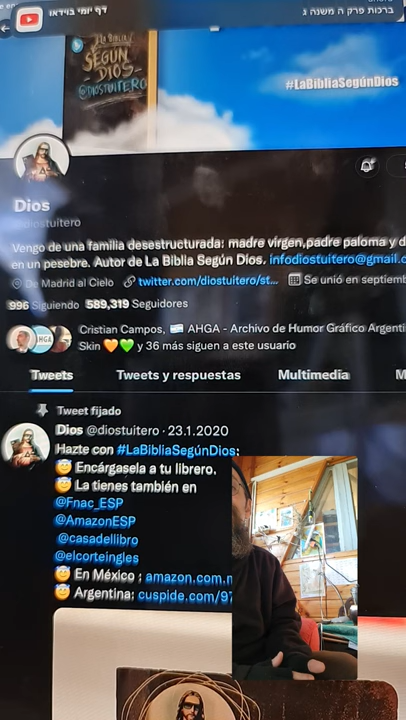 דף יומי בוידאו
ברכות פרק ה משנה ג
LA BIBLIA
SEGÚN
DIOS
@DIOSTUITERO
#LaBibliaSegúnDios
Dios
@diostuitero
Vengo de una familia desestructurada: madre virgen,padre paloma y d
en un pesebre. Autor de La Biblia Según Dios. infodiostuitero@gmail.c
De Madrid al Cielo twitter.com/diostuitero/st... Se unió en septiemb
996 Siguiendo 589,319 Seguidores
Cristian Campos, 🇦🇷 AHGA - Archivo de Humor Gráfico Argenti
Skin 🧡💚 y 36 más siguen a este usuario
Tweets Tweets y respuestas Multimedia M
Tweet fijado
Dios @diostuitero · 23.1.2020
Hazte con #LaBibliaSegúnDios:
😇 Encárgasela a tu librero.
😇 La tienes también en
@Fnac_ESP
@AmazonESP
@casadellibro
@elcorteingles
😇 En México : amazon.com.m
😇 Argentina: cuspide.com/97